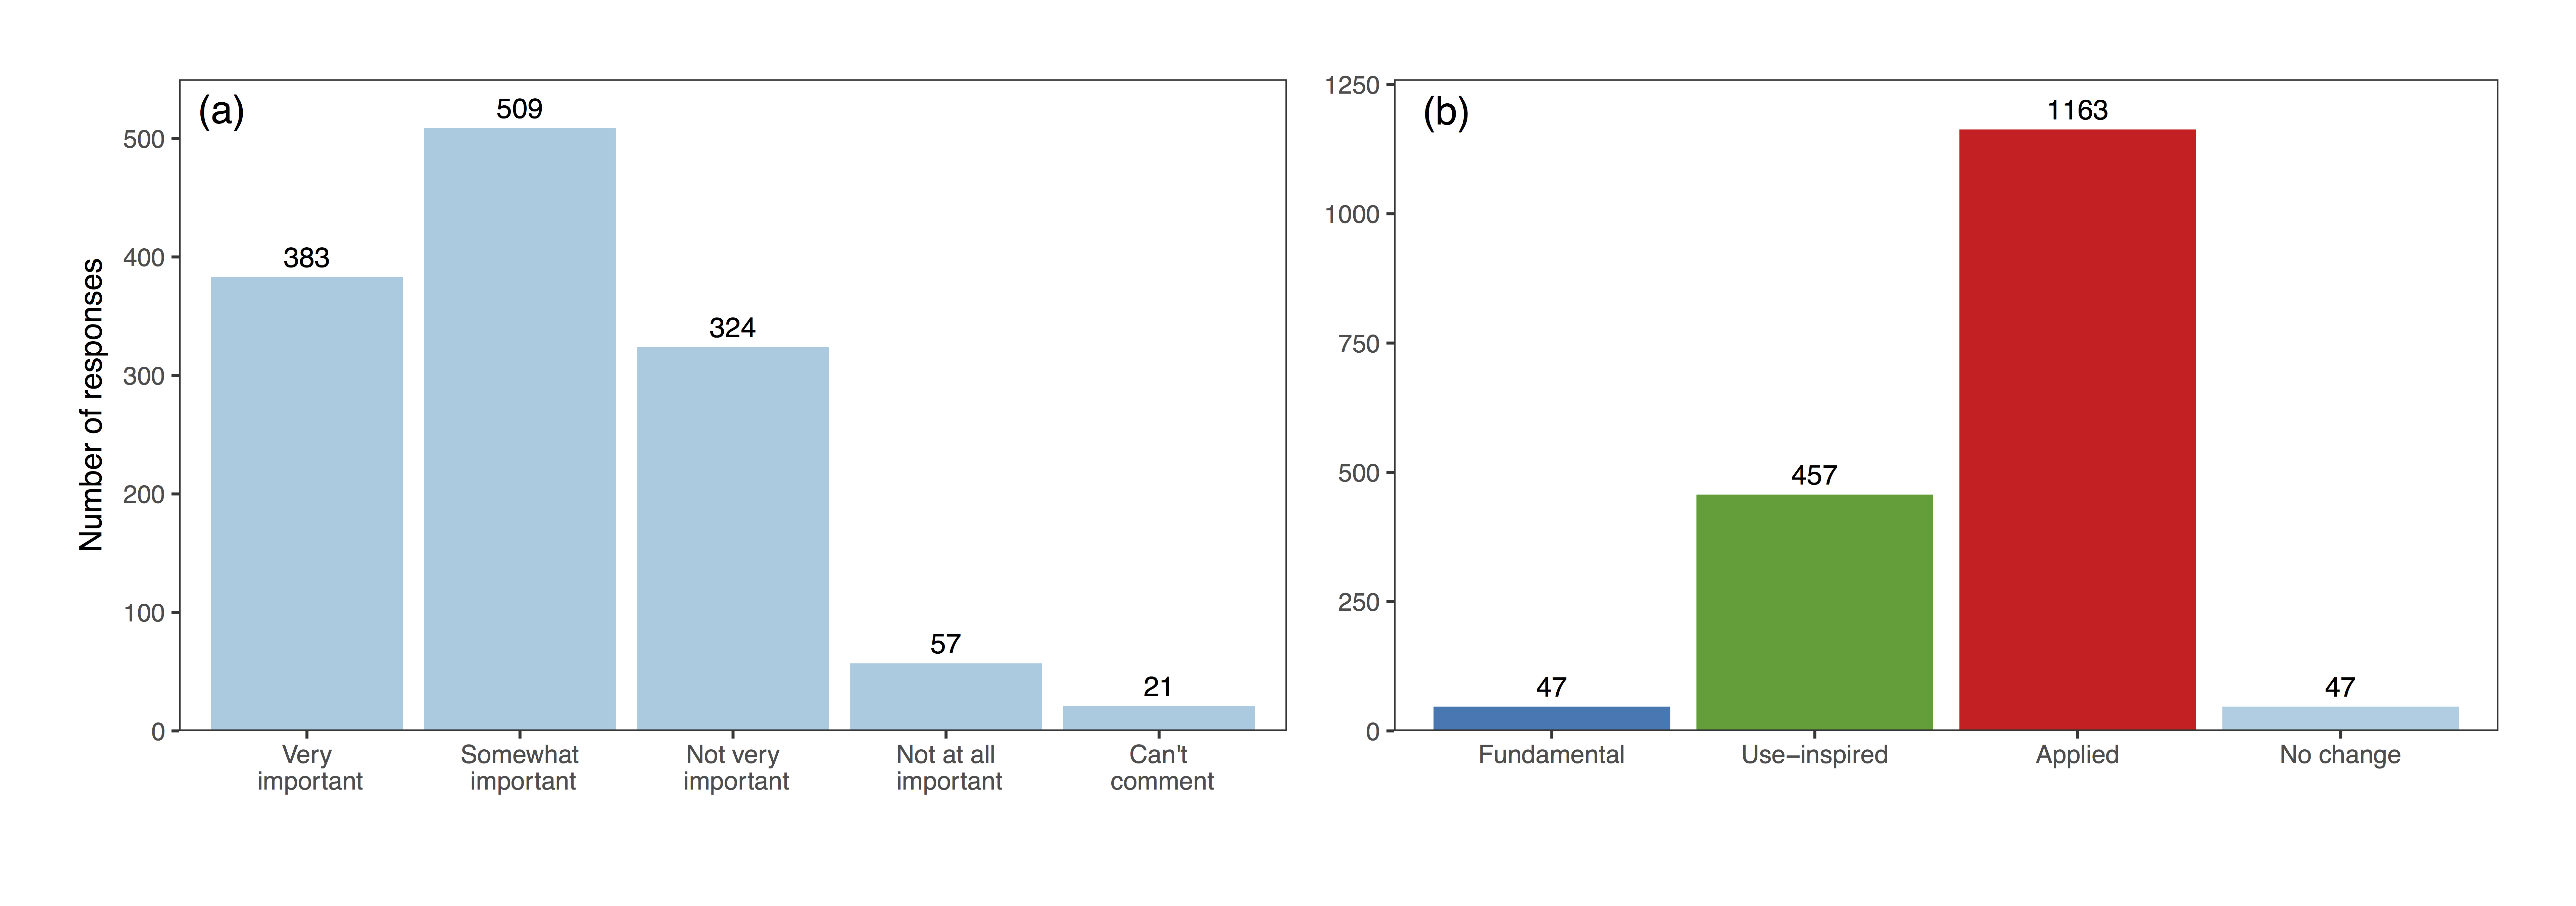 (a)
Number of responses
500
400
300
200
100
0
383
509
324
57
21
Very
important
Somewhat
important
Not very
important
Not at all
important
Can't
comment
(b)
1250
1000
750
500
250
0
47
457
1163
47
Fundamental
Use−inspired
Applied
No change